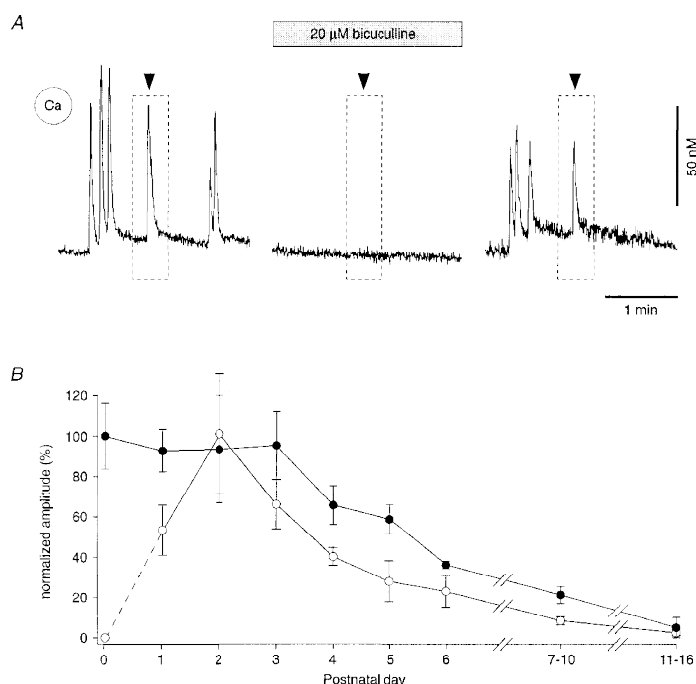 A
20 μM bicuculline
Ca
50 nM
1 min
B
normalized amplitude (%)
120
100
80
60
40
20
0
0 1 2 3 4 5 6 7-10 11-16
Postnatal day